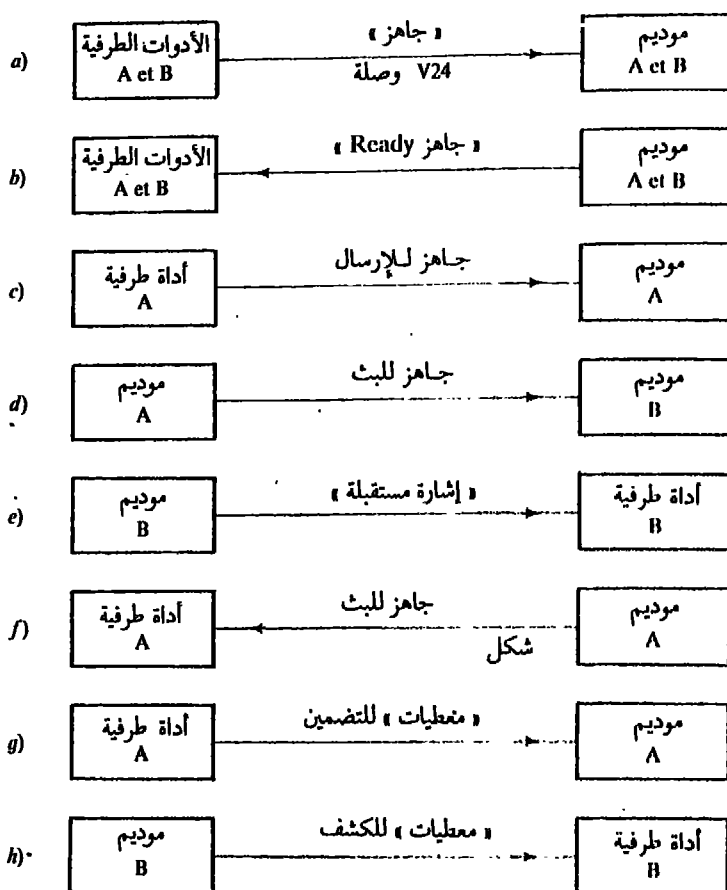 a)
الأدوات الطرفية
A et B
« جاهز »
V24 وصلة
موديم
A et B
b)
الأدوات الطرفية
A et B
« جاهز Ready »
موديم
A et B
c)
أداة طرفية
A
جاهز للإرسال
موديم
A
d)
موديم
A
جاهز للبث
موديم
B
e)
موديم
B
« إشارة مستقبلة »
أداة طرفية
B
f)
أداة طرفية
A
جاهز للبث
شكل
موديم
A
g)
أداة طرفية
A
« معطيات » للتضمين
موديم
A
h)
موديم
B
« معطيات » للكشف
أداة طرفية
B